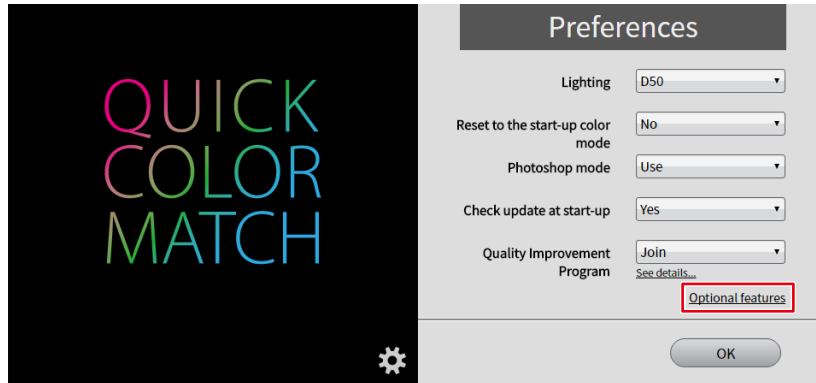 QUICK
COLOR
MATCH
Preferences
Lighting D50
Reset to the start-up color
mode No
Photoshop mode Use
Check update at start-up Yes
Quality Improvement
Program Join
See details...
Optional features
OK